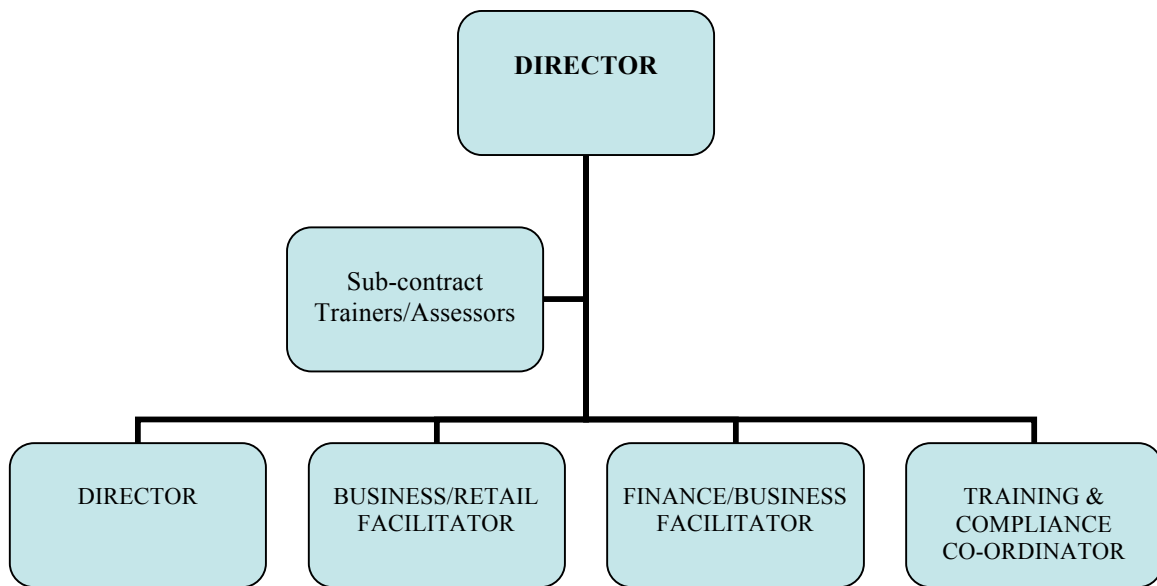 DIRECTOR
Sub-contract
Trainers/Assessors
DIRECTOR
BUSINESS/RETAIL
FACILITATOR
FINANCE/BUSINESS
FACILITATOR
TRAINING &
COMPLIANCE
CO-ORDINATOR